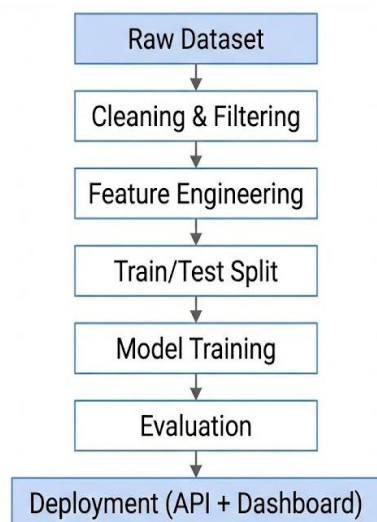 Raw Dataset
Cleaning & Filtering
Feature Engineering
Train/Test Split
Model Training
Evaluation
Deployment (API + Dashboard)